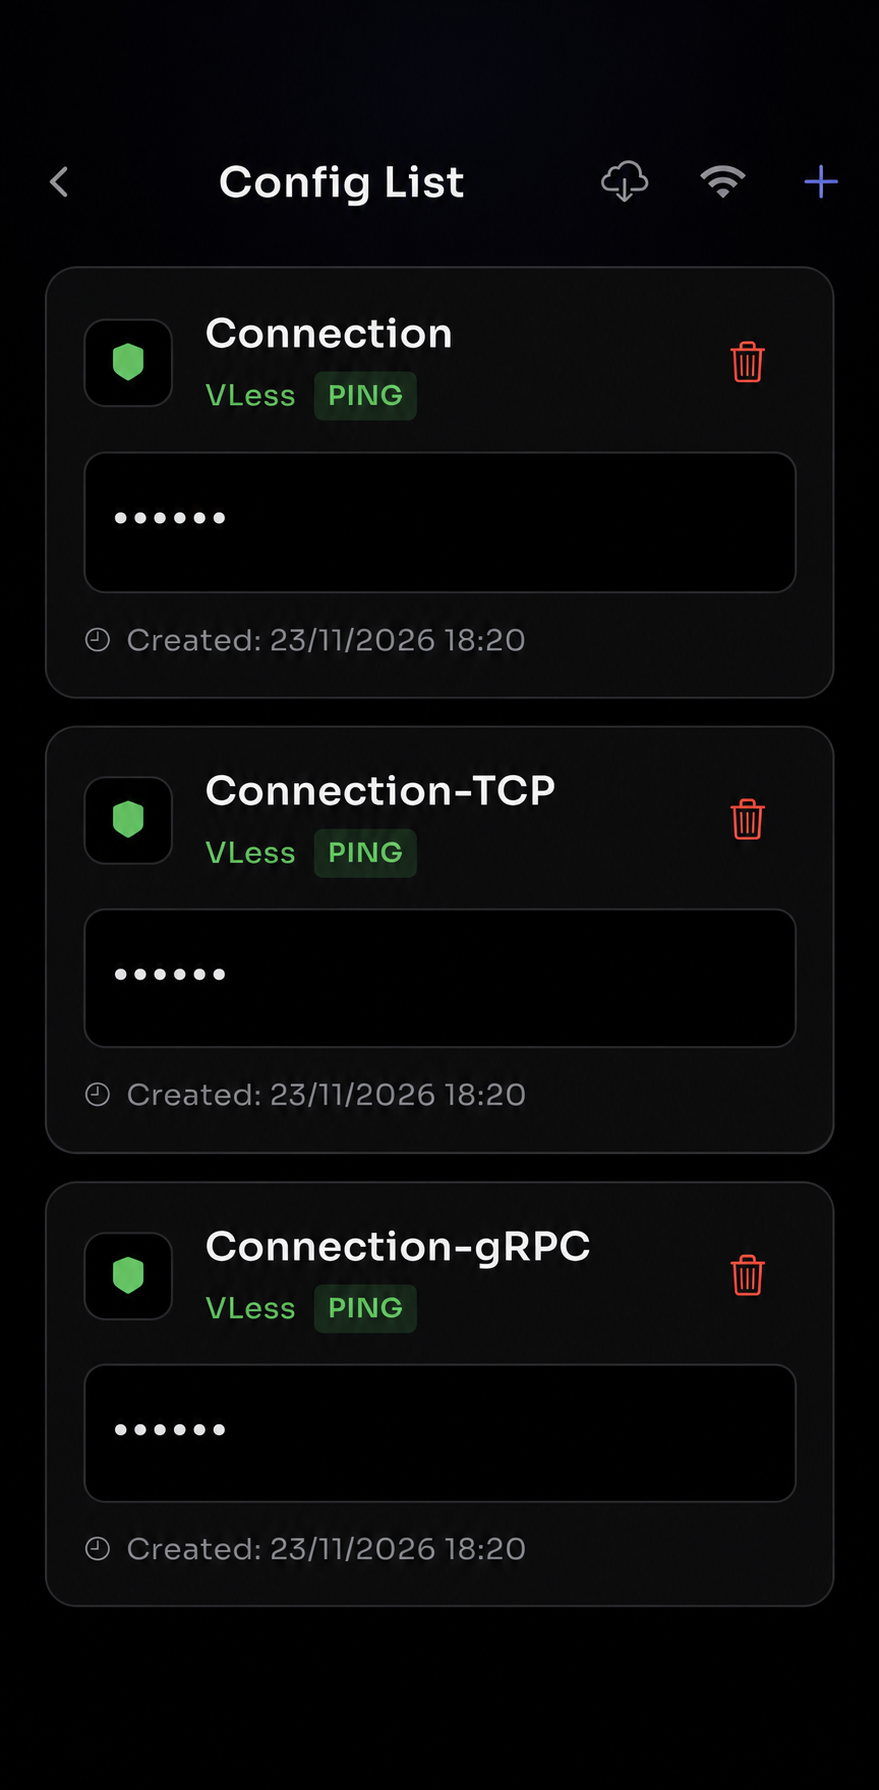 Config List
Connection
VLess PING
••••••
Created: 23/11/2026 18:20
Connection-TCP
VLess PING
••••••
Created: 23/11/2026 18:20
Connection-gRPC
VLess PING
••••••
Created: 23/11/2026 18:20